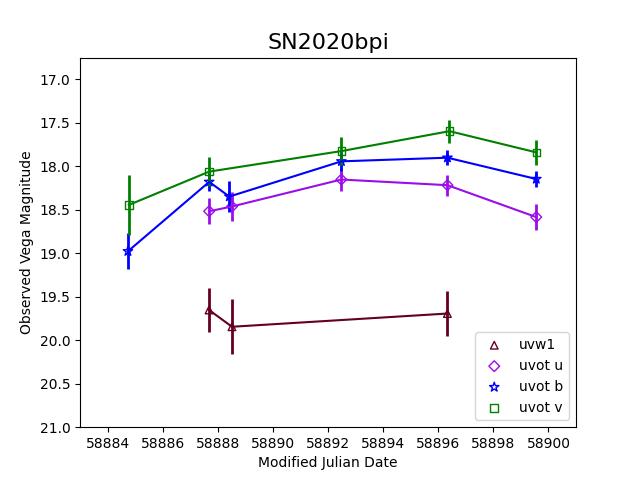 SN2020bpi
17.0
17.5
18.0
18.5
19.0
19.5
20.0
20.5
21.0
Observed Vega Magnitude
58884 58886 58888 58890 58892 58894 58896 58898 58900
Modified Julian Date
uvw1
uvot u
uvot b
uvot v